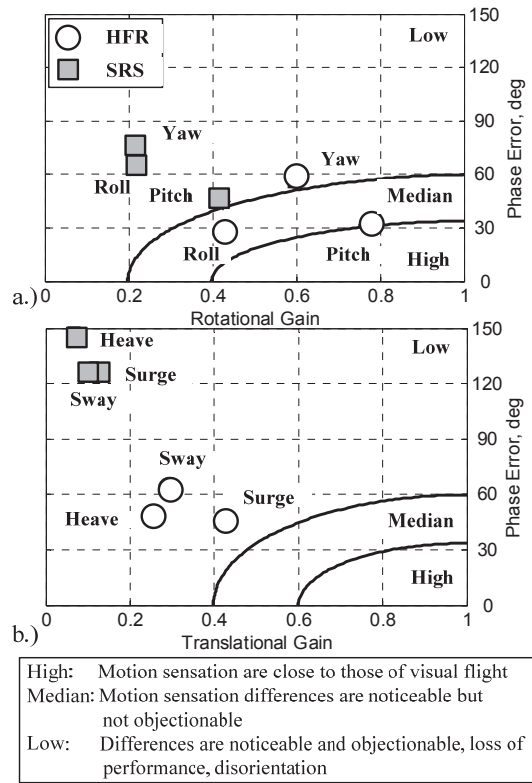 HFR
SRS
Low
150
120
90
60
30
0
Phase Error, deg
Yaw
Yaw
Roll
Pitch
Median
Roll
Pitch
High
a.)
0
0.2
0.4
0.6
0.8
1
Rotational Gain
Heave
Low
150
Surge
120
Sway
90
Phase Error, deg
Sway
60
Surge
Heave
Median
30
High
0
b.)
0
0.2
0.4
0.6
0.8
1
Translational Gain
High: Motion sensation are close to those of visual flight
Median: Motion sensation differences are noticeable but
not objectionable
Low: Differences are noticeable and objectionable, loss of
performance, disorientation